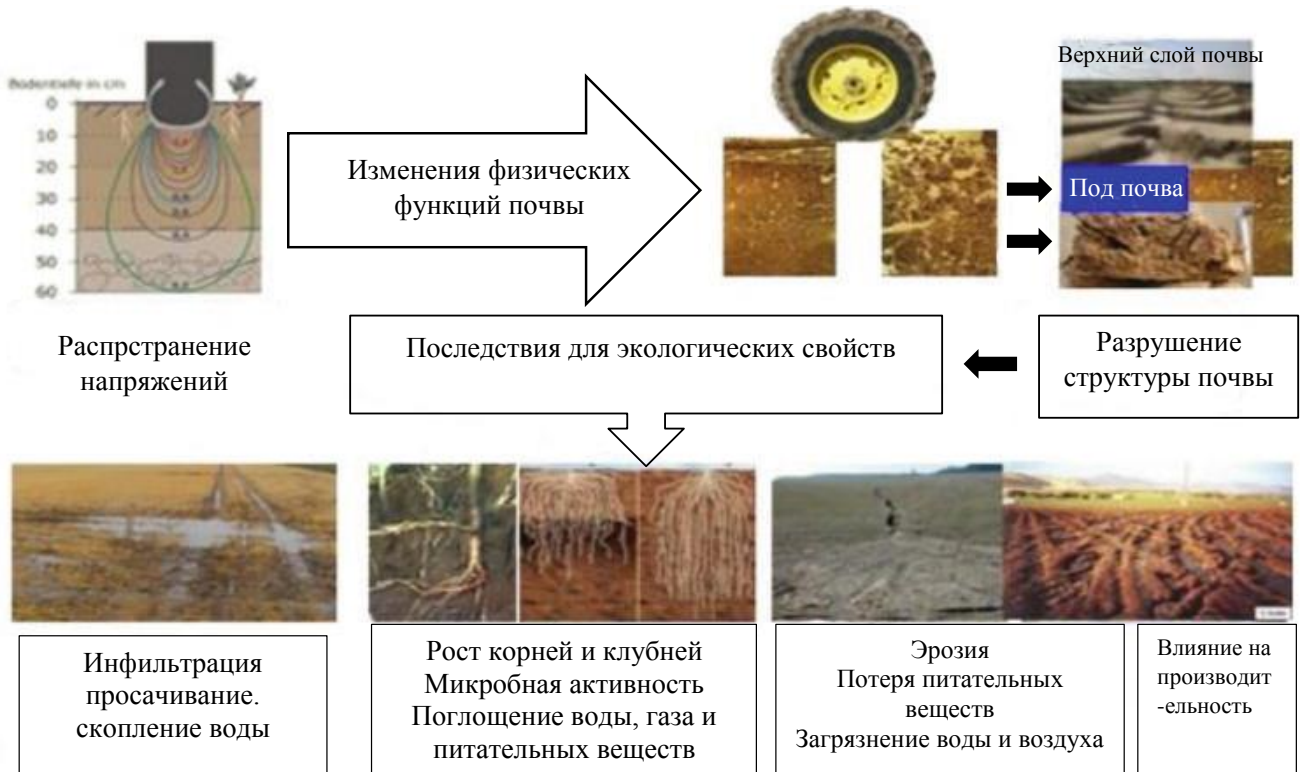 Bodentiefe in cm
0
10
20
30
40
50
60
Изменения физических
функций почвы
Верхний слой почвы
Под почва
Распрстранение
напряжений
Последствия для экологических свойств
Разрушение
структуры почвы
Инфильтрация
просачивание.
скопление воды
Рост корней и клубней
Микробная активность
Поглощение воды, газа и
питательных веществ
Эрозия
Потеря питательных
веществ
Загрязнение воды и воздуха
Влияние на
производит
-ельность